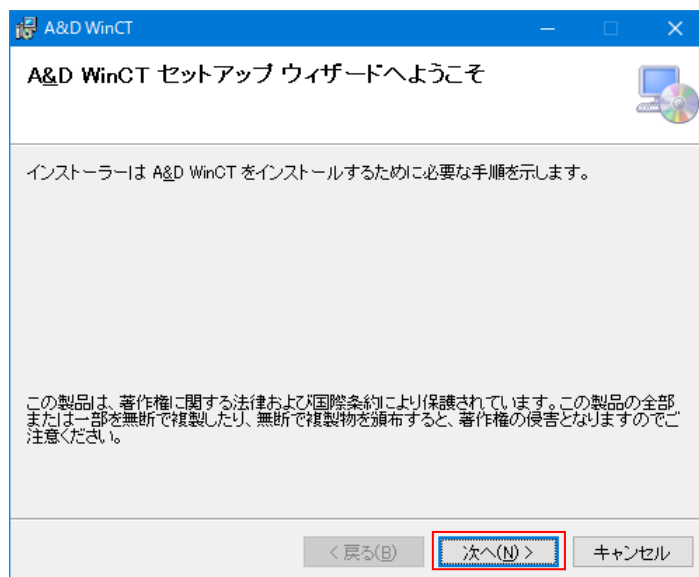 A&D WinCT
A&D WinCT セットアップ ウィザードへようこそ
インストーラーは A&D WinCT をインストールするために必要な手順を示します。
この製品は、著作権に関する法律および国際条約により保護されています。この製品の全部
または一部を無断で複製したり、無断で複製物を頒布すると、著作権の侵害となりますのでご
注意ください。
< 戻る(B) 次へ(N) > キャンセル